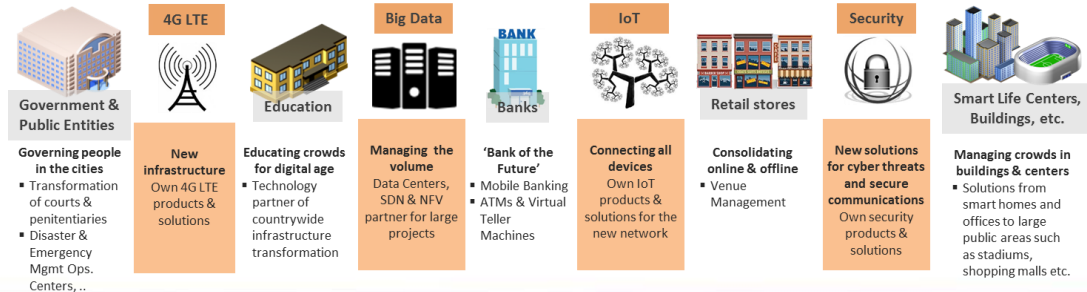 Government &
Public Entities
Governing people
in the cities
▪ Transformation
of courts &
penitentiaries
▪ Disaster &
Emergency
Mgmt Ops.
Centers, ..
4G LTE
New
infrastructure
Own 4G LTE
products &
solutions
Education
Educating crowds
for digital age
▪ Technology
partner of
countrywide
infrastructure
transformation
Big Data
Managing the
volume
Data Centers,
SDN & NFV
partner for large
projects
BANK
Banks
‘Bank of the
Future’
▪ Mobile Banking
▪ ATMs & Virtual
Teller
Machines
IoT
Connecting all
devices
Own IoT
products &
solutions for the
new network
Retail stores
Consolidating
online & offline
▪ Venue
Management
Security
New solutions
for cyber threats
and secure
communications
Own security
products &
solutions
Smart Life Centers,
Buildings, etc.
Managing crowds in
buildings & centers
▪ Solutions from
smart homes and
offices to large
public areas such
as stadiums,
shopping malls etc.